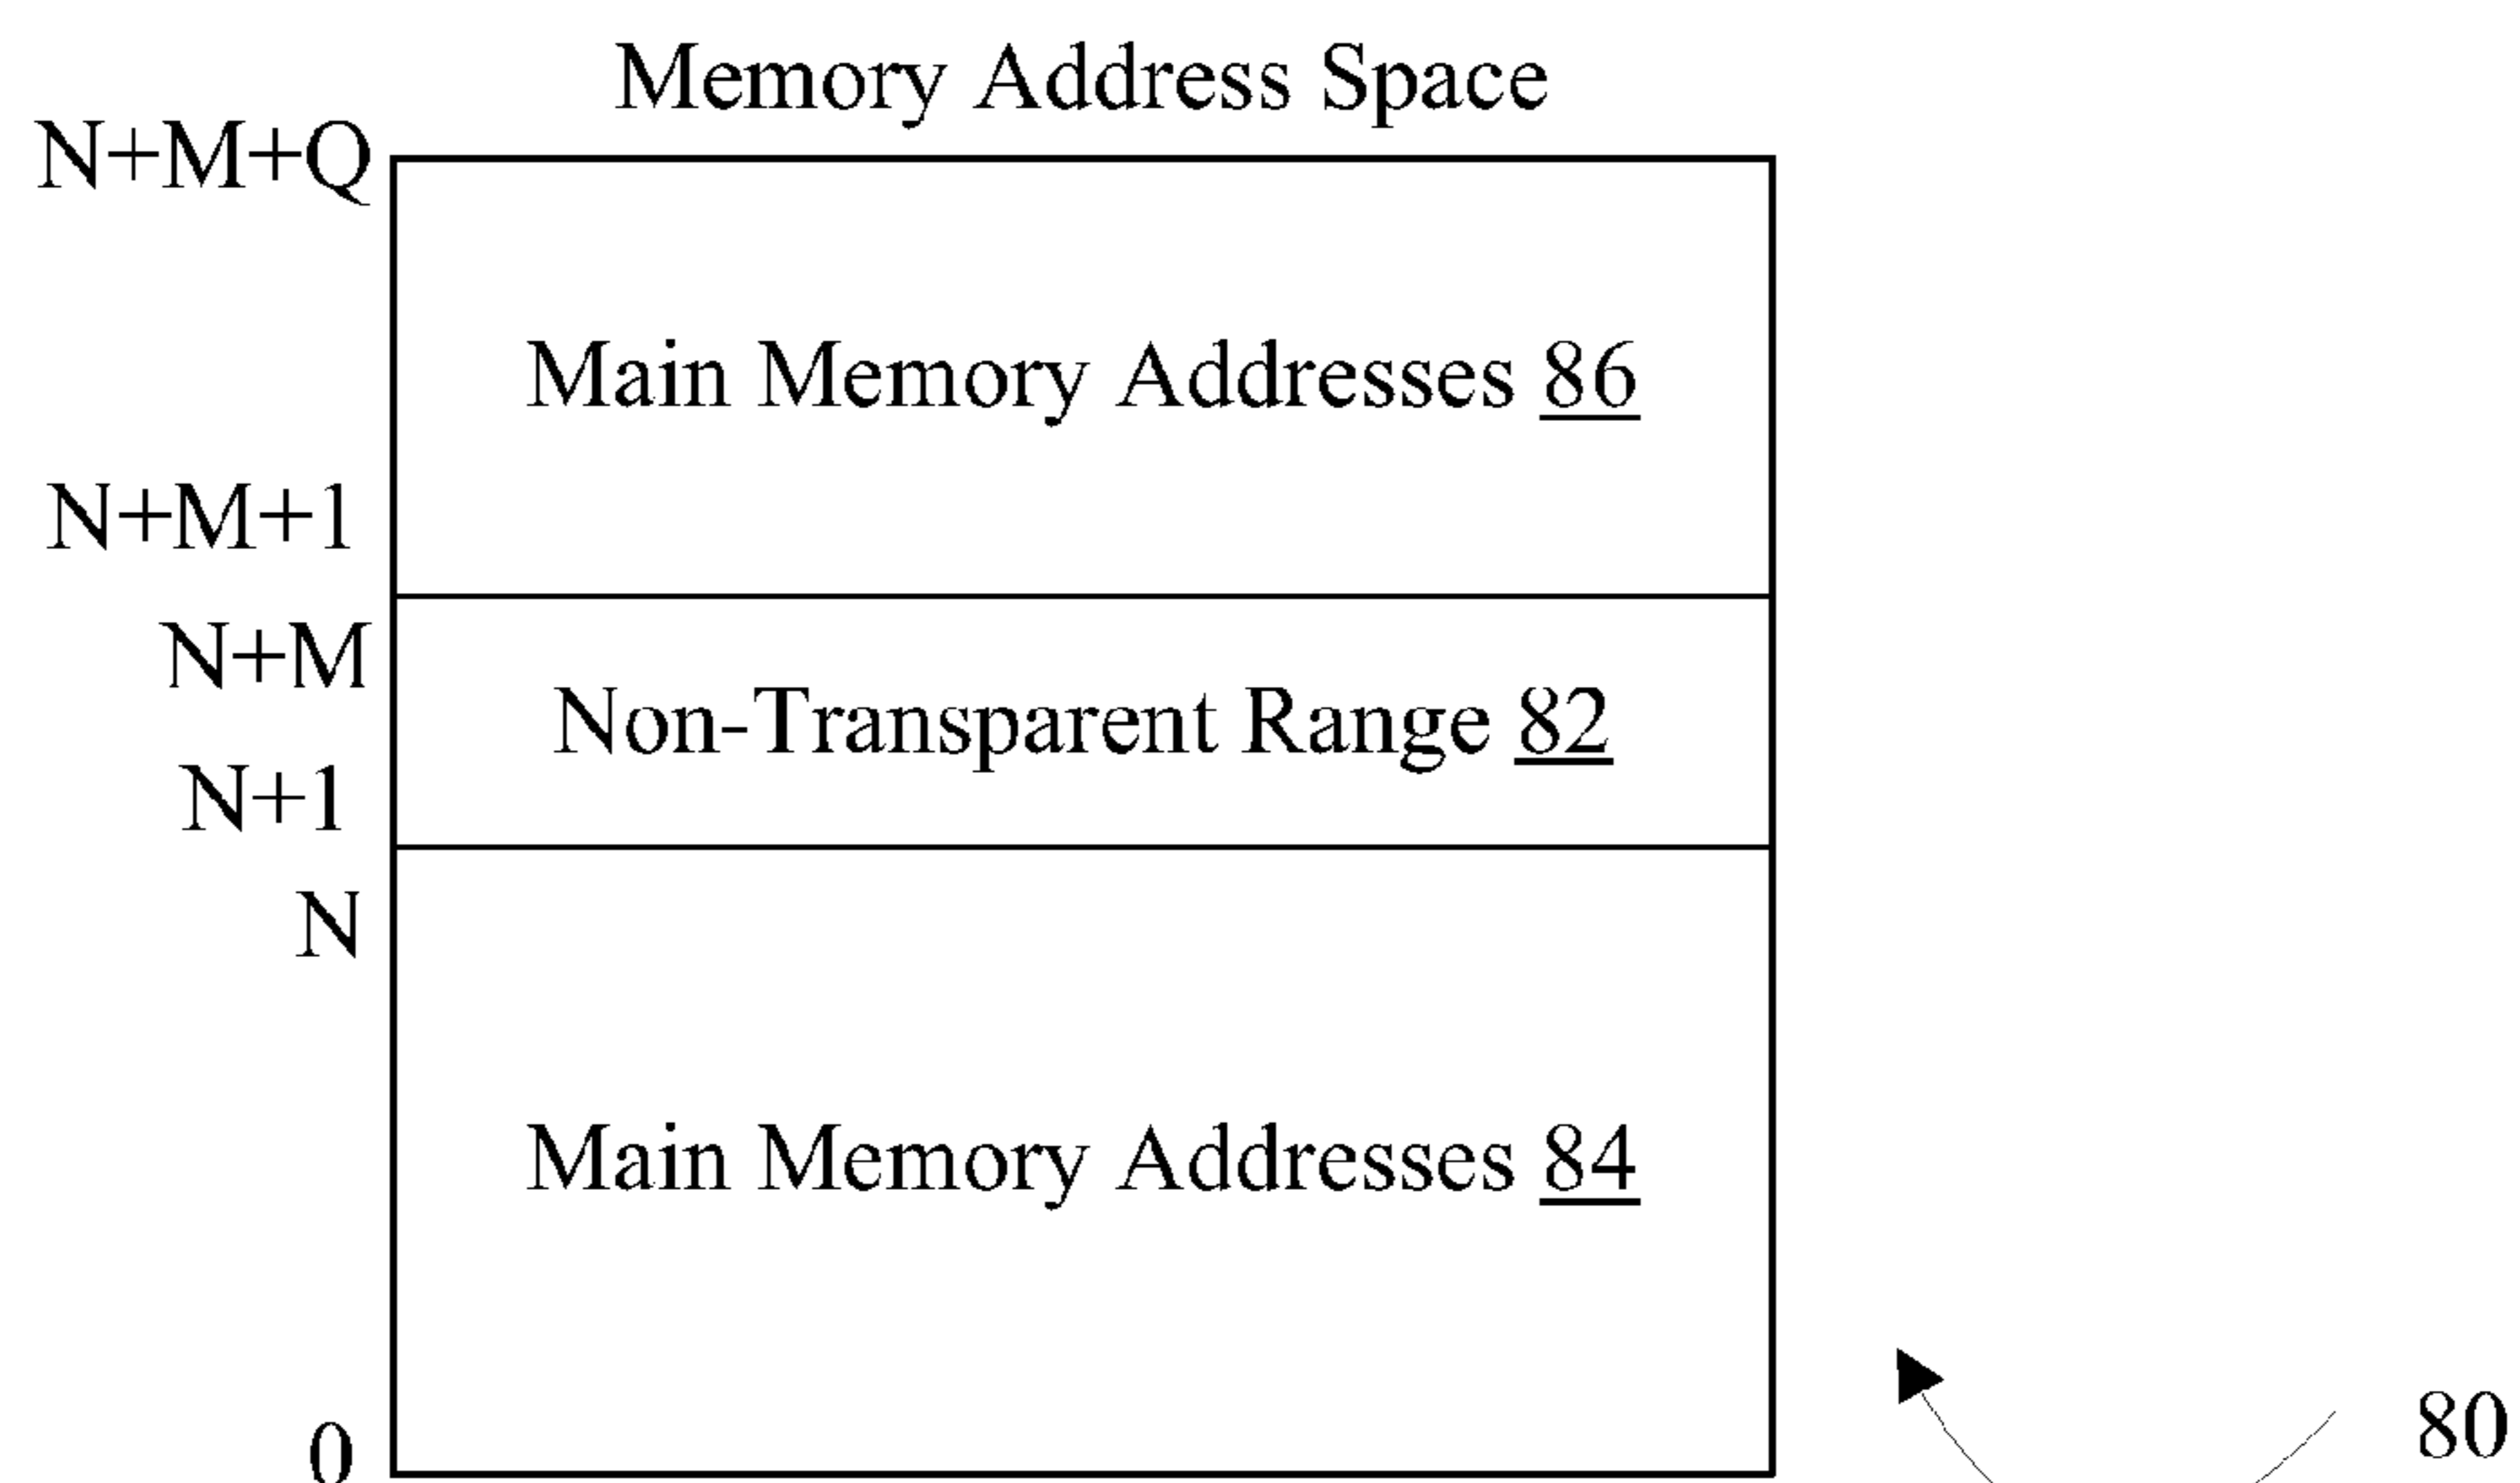 Memory Address Space
N+M+Q
Main Memory Addresses 86
N+M+1
N+M
Non-Transparent Range 82
N+1
N
Main Memory Addresses 84
0
80